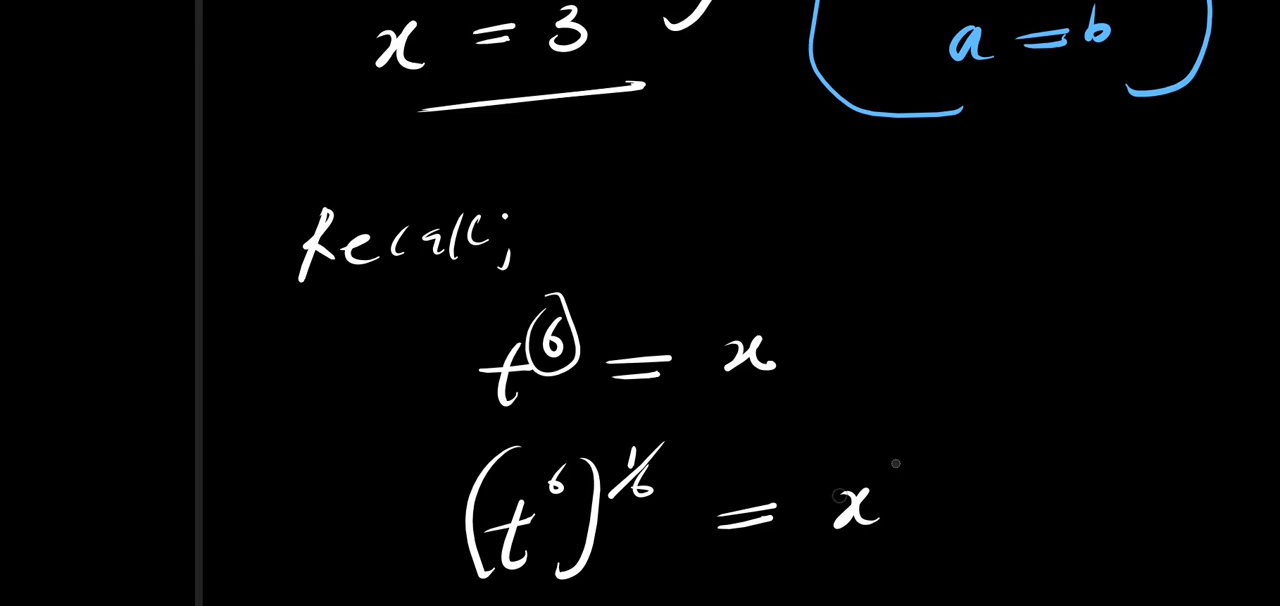 x = 3
a = b
Recall;
t⁶ = x
(t⁶)^1/6 = x